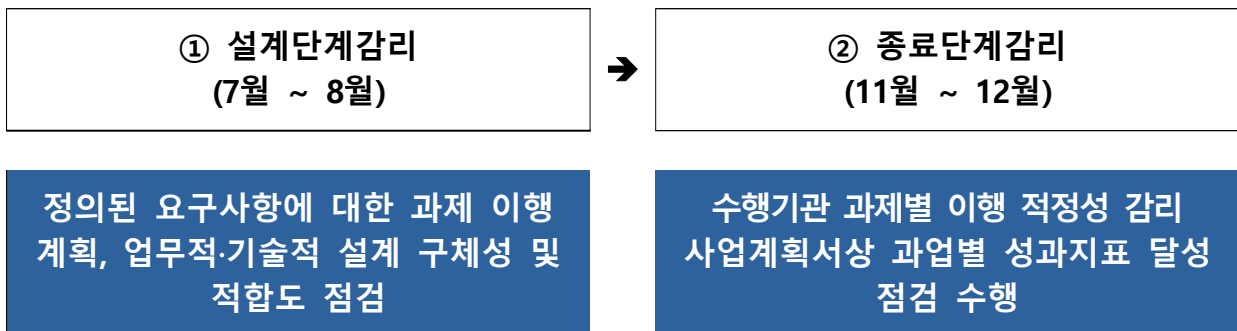 ① 설계단계감리
(7월 ~ 8월)
➔
② 종료단계감리
(11월 ~ 12월)
정의된 요구사항에 대한 과제 이행
계획, 업무적·기술적 설계 구체성 및
적합도 점검
수행기관 과제별 이행 적정성 감리
사업계획서상 과업별 성과지표 달성
점검 수행